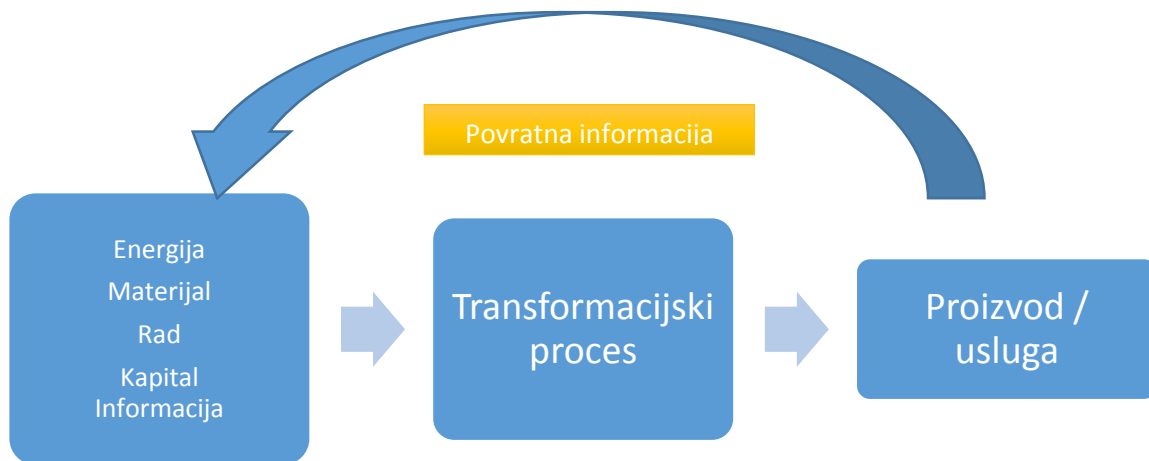 Povratna informacija
Energija
Materijal
Rad
Kapital
Informacija
Transformacijski
proces
Proizvod /
usluga